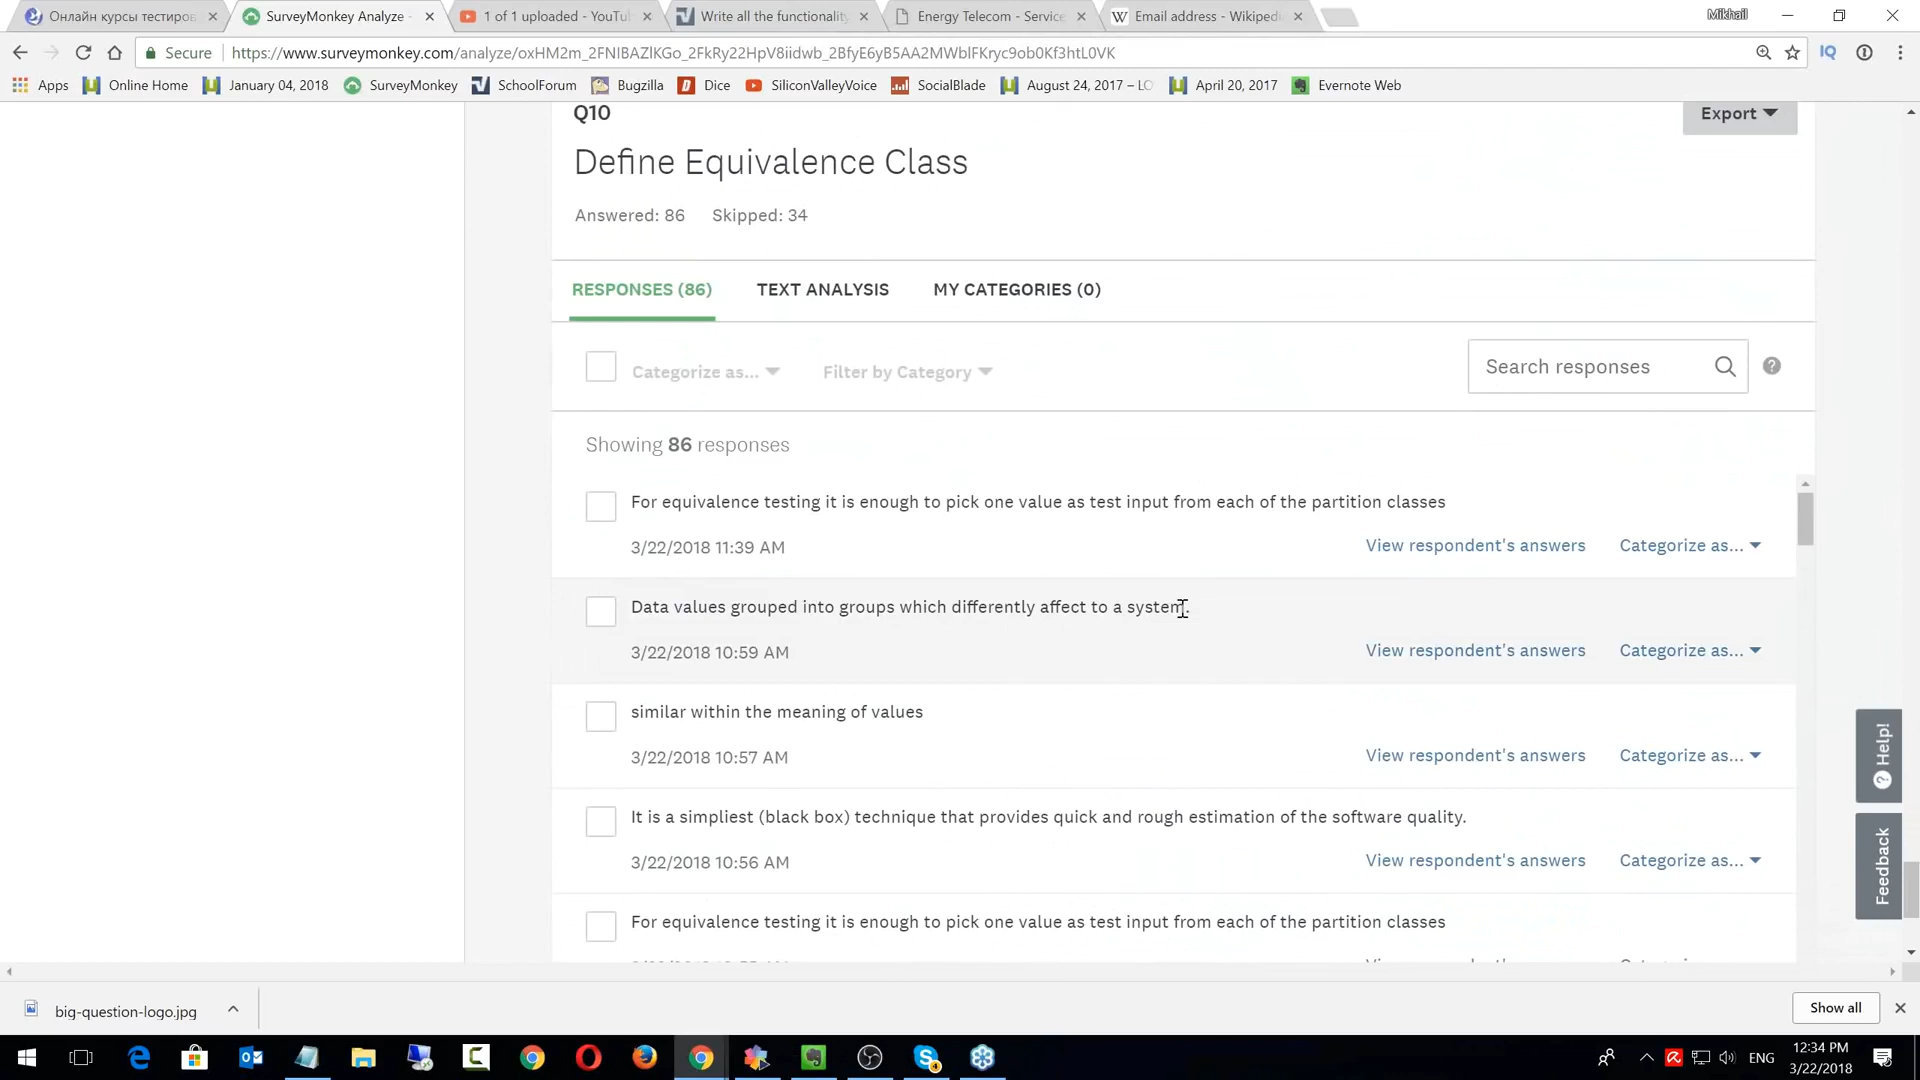 Онлайн курсы тестиров
SurveyMonkey Analyze -
1 of 1 uploaded - YouTu
Write all the functionality
Energy Telecom - Service
Email address - Wikiped
Mikhail
Secure
https://www.surveymonkey.com/analyze/oxHM2m_2FNIBAZlKGo_2FkRy22HpV8iidwb_2BfyE6yB5AA2MWblFKryc9ob0Kf3htL0VK
Apps
Online Home
January 04, 2018
SurveyMonkey
SchoolForum
Bugzilla
Dice
SiliconValleyVoice
SocialBlade
August 24, 2017 – LO
April 20, 2017
Evernote Web
Q10
Export
Define Equivalence Class
Answered: 86 Skipped: 34
RESPONSES (86) TEXT ANALYSIS MY CATEGORIES (0)
Categorize as... Filter by Category
Search responses
Showing 86 responses
For equivalence testing it is enough to pick one value as test input from each of the partition classes
3/22/2018 11:39 AM
View respondent's answers Categorize as...
Data values grouped into groups which differently affect to a system.
3/22/2018 10:59 AM
View respondent's answers Categorize as...
similar within the meaning of values
3/22/2018 10:57 AM
View respondent's answers Categorize as...
It is a simpliest (black box) technique that provides quick and rough estimation of the software quality.
3/22/2018 10:56 AM
View respondent's answers Categorize as...
For equivalence testing it is enough to pick one value as test input from each of the partition classes
Help!
Feedback
big-question-logo.jpg
Show all
ENG
12:34 PM
3/22/2018